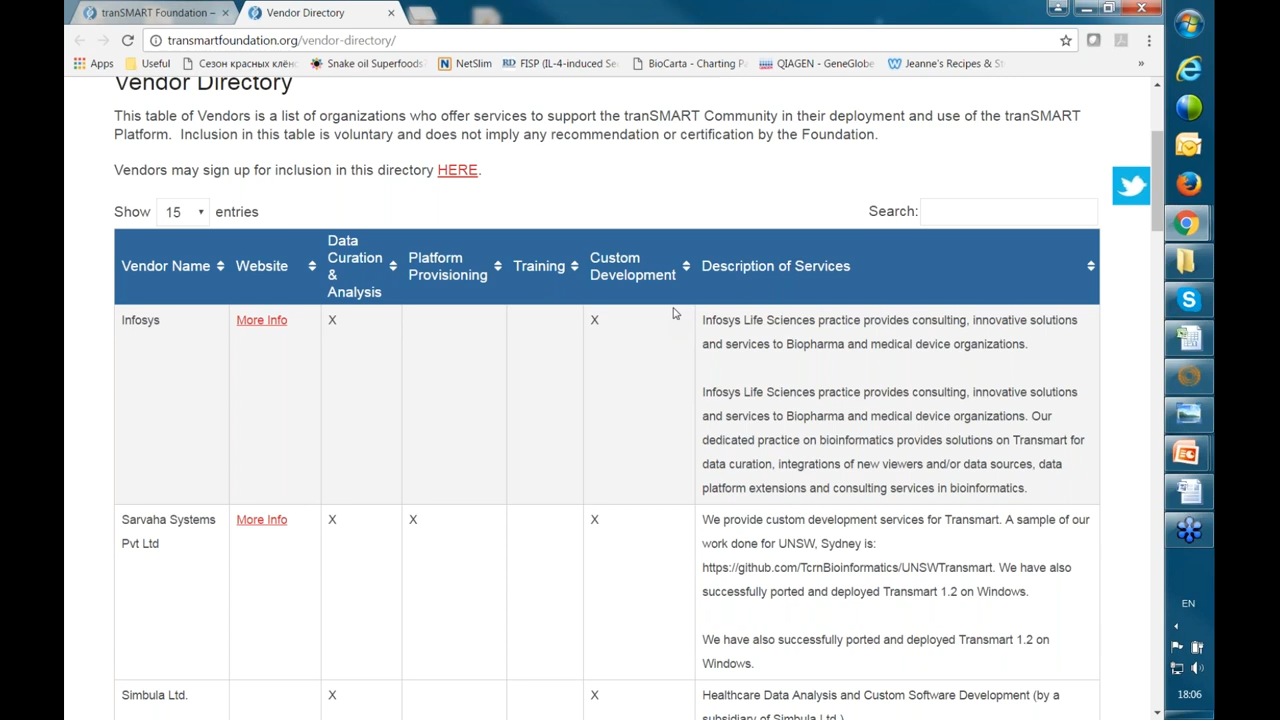 tranSMART Foundation –
Vendor Directory
transmartfoundation.org/vendor-directory/
Apps
Useful
Сезон красных клёно
Snake oil Superfoods
NetSlim
RD FISP (IL-4-induced Se
BioCarta - Charting Pa
QIAGEN - GeneGlobe
Jeanne's Recipes & St
»
Vendor Directory
This table of Vendors is a list of organizations who offer services to support the tranSMART Community in their deployment and use of the tranSMART
Platform. Inclusion in this table is voluntary and does not imply any recommendation or certification by the Foundation.
Vendors may sign up for inclusion in this directory HERE.
Show 15 entries
Search:
Vendor Name
Website
Data
Curation
&
Analysis
Platform
Provisioning
Training
Custom
Development
Description of Services
Infosys
More Info
X
X
Infosys Life Sciences practice provides consulting, innovative solutions
and services to Biopharma and medical device organizations.
Infosys Life Sciences practice provides consulting, innovative solutions
and services to Biopharma and medical device organizations. Our
dedicated practice on bioinformatics provides solutions on Transmart for
data curation, integrations of new viewers and/or data sources, data
platform extensions and consulting services in bioinformatics.
Sarvaha Systems
Pvt Ltd
More Info
X
X
X
We provide custom development services for Transmart. A sample of our
work done for UNSW, Sydney is:
https://github.com/TcrnBioinformatics/UNSWTransmart. We have also
successfully ported and deployed Transmart 1.2 on Windows.
We have also successfully ported and deployed Transmart 1.2 on
Windows.
Simbula Ltd.
X
X
Healthcare Data Analysis and Custom Software Development (by a
subsidiary of Simbula Ltd.)
EN
18:06